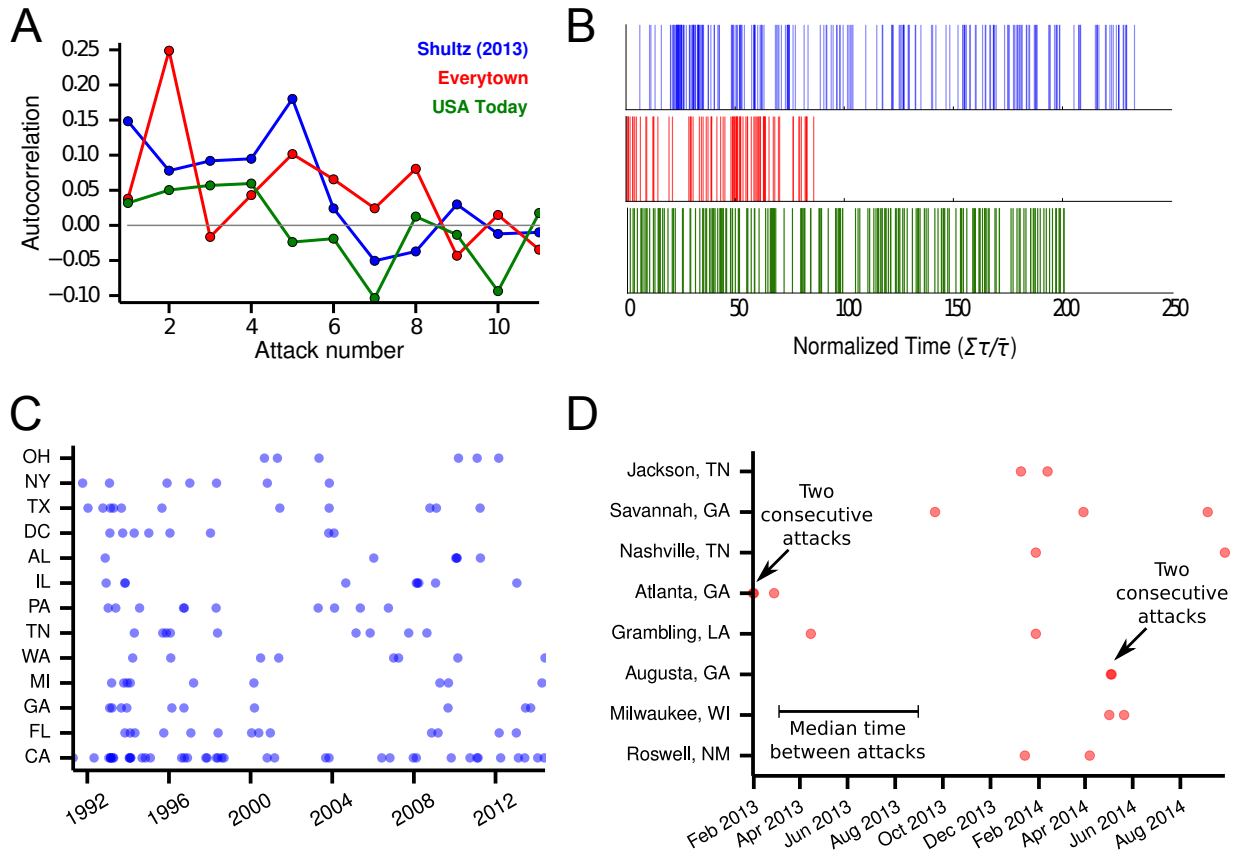 A
Autocorrelation
0.25
0.20
0.15
0.10
0.05
0.00
−0.05
−0.10
Shultz (2013)
Everytown
USA Today
2
4
6
8
10
Attack number
B
0
50
100
150
200
250
Normalized Time (Στ/τ̄)
C
OH
NY
TX
DC
AL
IL
PA
TN
WA
MI
GA
FL
CA
1992
1996
2000
2004
2008
2012
D
Jackson, TN
Savannah, GA
Nashville, TN
Atlanta, GA
Grambling, LA
Augusta, GA
Milwaukee, WI
Roswell, NM
Two
consecutive
attacks
Two
consecutive
attacks
Median time
between attacks
Feb 2013
Apr 2013
Jun 2013
Aug 2013
Oct 2013
Dec 2013
Feb 2014
Apr 2014
Jun 2014
Aug 2014